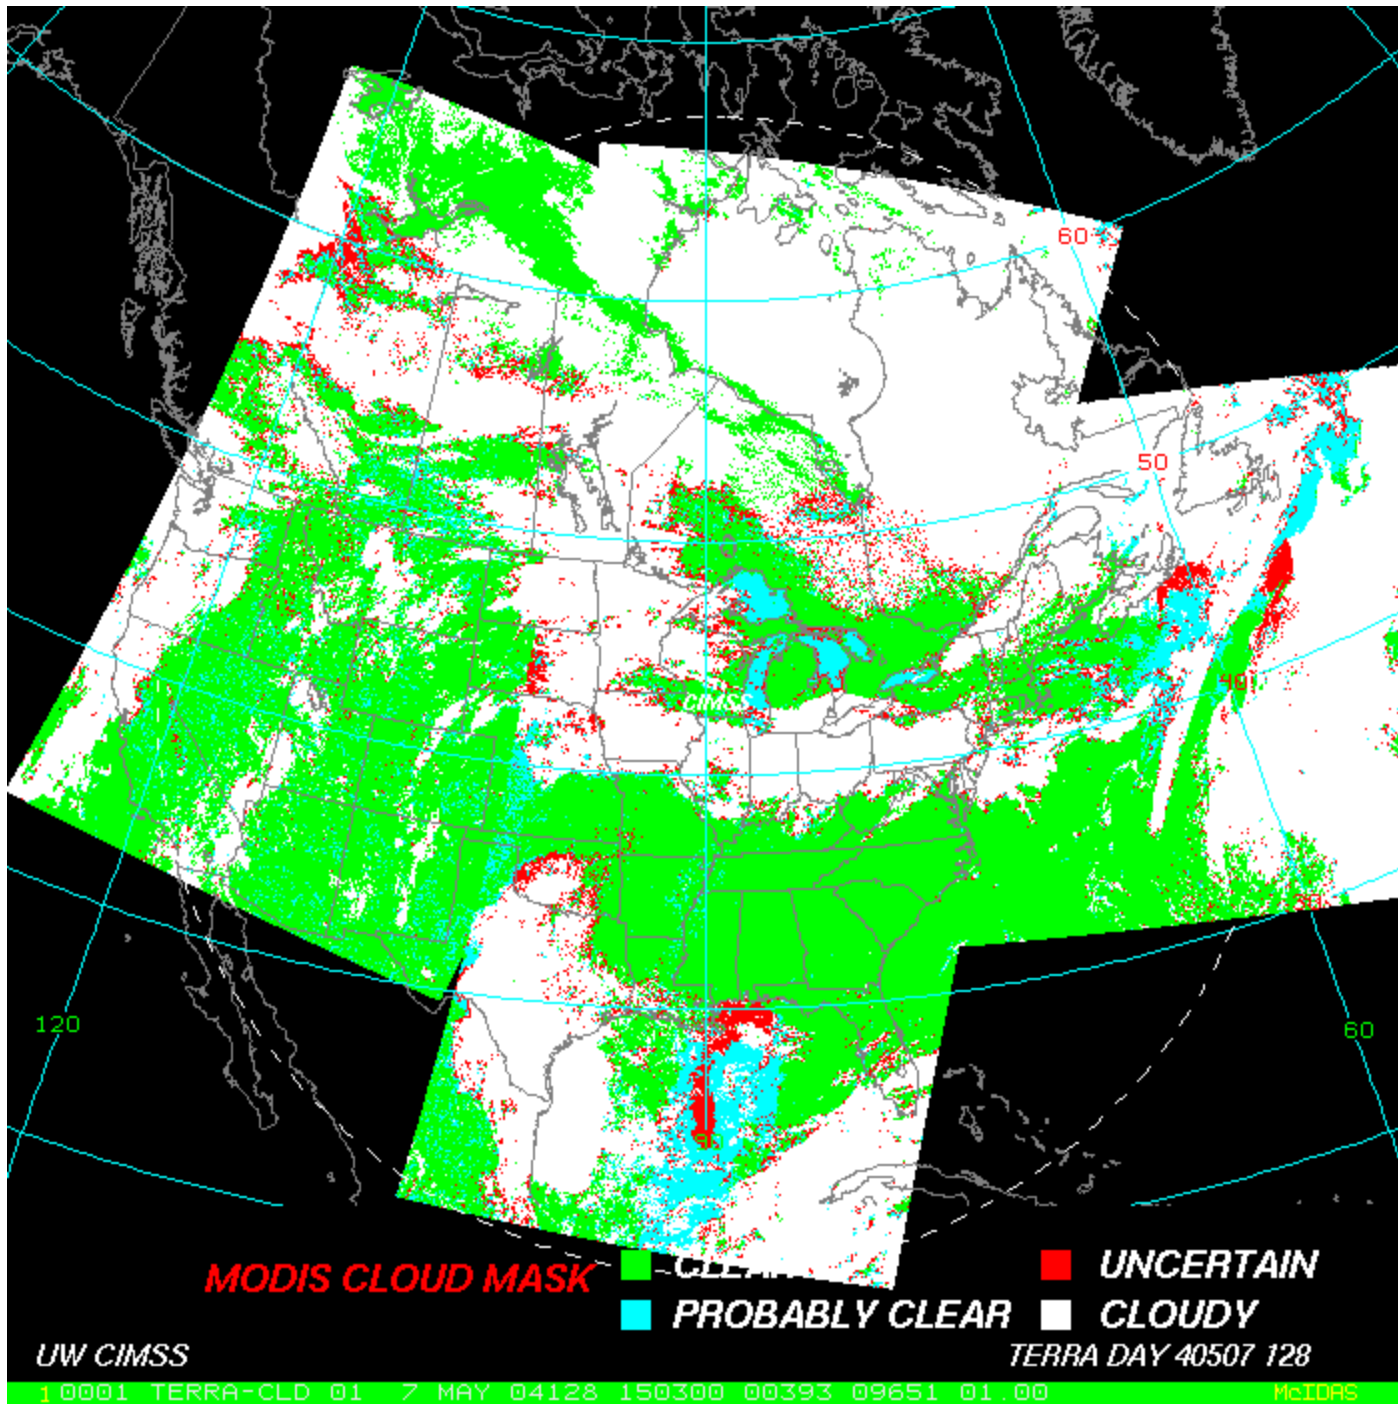 60
50
CIMSS
40
120
60
MODIS CLOUD MASK
UNCERTAIN
PROBABLY CLEAR
CLOUDY
UW CIMSS
TERRA DAY 40507 128
1 0001 TERRA-CLD 01 7 MAY 04128 150300 00393 09651 01.00 McIDAS